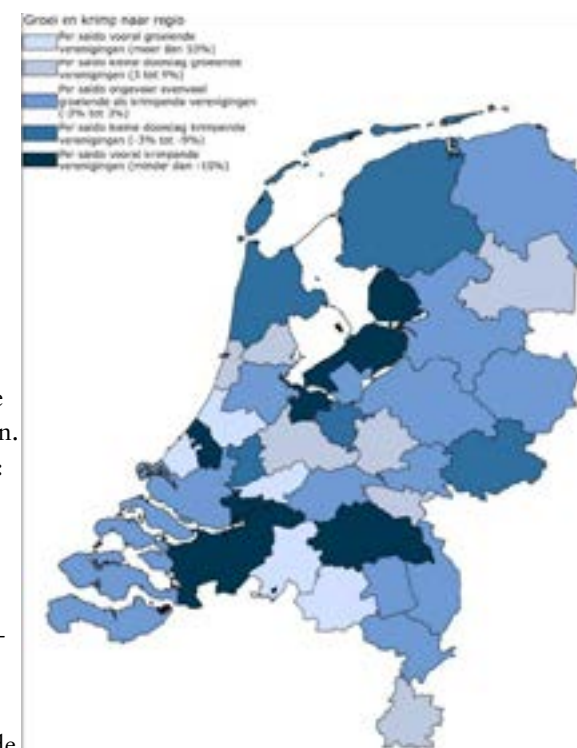 Groei en krimp naar regio
Per saldo vooral groeiende
verenigingen (meer dan 10%)
Per saldo kleine doorslag groeiende
verenigingen (3 tot 9%)
Per saldo ongeveer evenveel
groeiende als krimpende verenigingen
(-3% tot 3%)
Per saldo kleine doorslag krimpende
verenigingen (-3% tot -9%)
Per saldo vooral krimpende
verenigingen (minder dan -10%)
e
n.
:
-
le